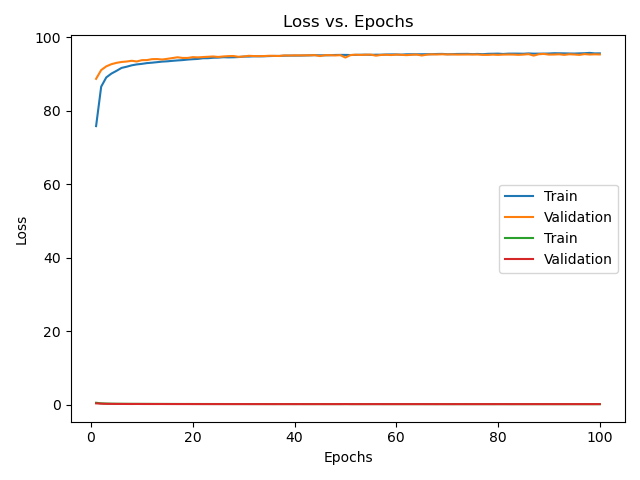 Loss vs. Epochs
100
80
60
40
20
0
Loss
Train
Validation
Train
Validation
0 20 40 60 80 100
Epochs